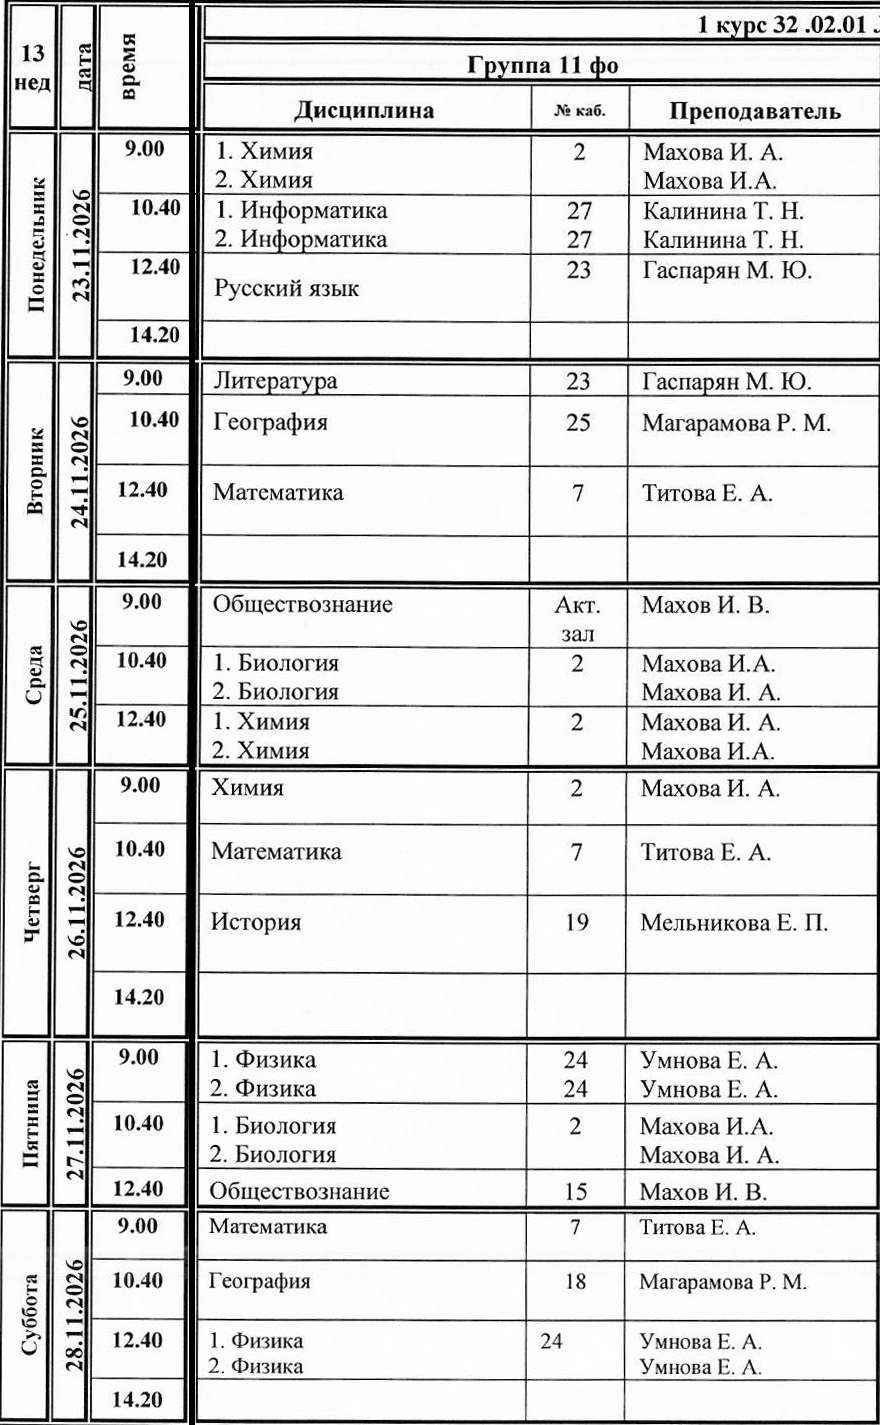 13 нед
дата
время
1 курс 32 .02.01
Группа 11 фо
Дисциплина № каб. Преподаватель
Понедельник
23.11.2026
9.00 1. Химия 2 Махова И. А.
2. Химия Махова И.А.
10.40 1. Информатика 27 Калинина Т. Н.
2. Информатика 27 Калинина Т. Н.
12.40 Русский язык 23 Гаспарян М. Ю.
14.20
Вторник
24.11.2026
9.00 Литература 23 Гаспарян М. Ю.
10.40 География 25 Магарамова Р. М.
12.40 Математика 7 Титова Е. А.
14.20
Среда
25.11.2026
9.00 Обществознание Акт. Махов И. В.
зал
10.40 1. Биология 2 Махова И.А.
2. Биология Махова И. А.
12.40 1. Химия 2 Махова И. А.
2. Химия Махова И.А.
Четверг
26.11.2026
9.00 Химия 2 Махова И. А.
10.40 Математика 7 Титова Е. А.
12.40 История 19 Мельникова Е. П.
14.20
Пятница
27.11.2026
9.00 1. Физика 24 Умнова Е. А.
2. Физика 24 Умнова Е. А.
10.40 1. Биология 2 Махова И.А.
2. Биология Махова И. А.
12.40 Обществознание 15 Махов И. В.
Суббота
28.11.2026
9.00 Математика 7 Титова Е. А.
10.40 География 18 Магарамова Р. М.
12.40 1. Физика 24 Умнова Е. А.
2. Физика Умнова Е. А.
14.20